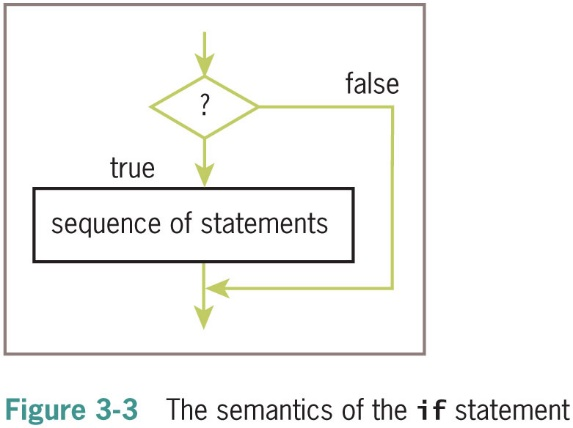 ?
false
true
sequence of statements
Figure 3-3 The semantics of the if statement